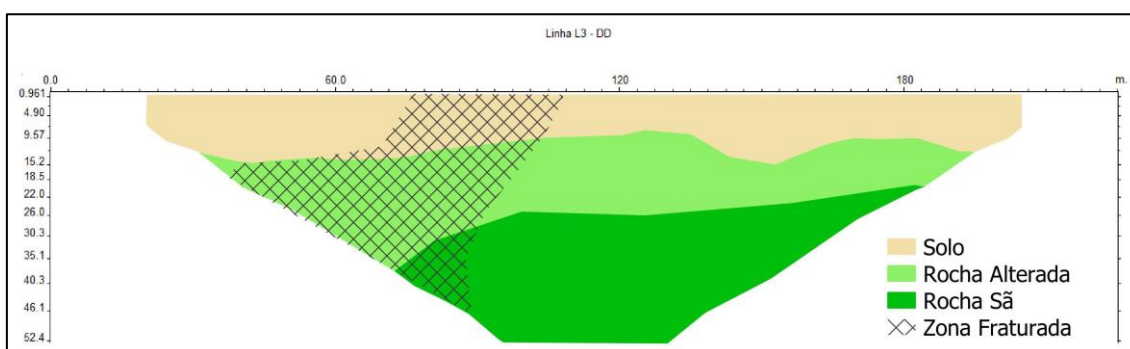 Linha L3 - DD
0.0 60.0 120 180 m.
0.961
4.90
9.57
15.2
18.5
22.0
26.0
30.3
35.1
40.3
46.1
52.4
Solo
Rocha Alterada
Rocha Sã
Zona Fraturada